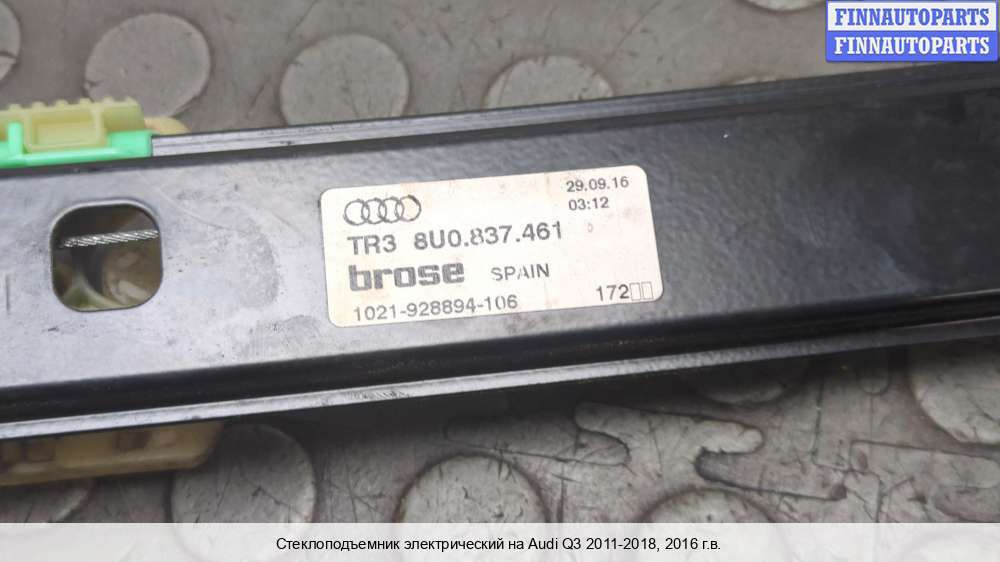 FINNAUTOPARTS
FINNAUTOPARTS
29.09.16
03:12
TR3 8U0.837.461
brose SPAIN
1021-928894-106 172□□
Стеклоподъемник электрический на Audi Q3 2011-2018, 2016 г.в.